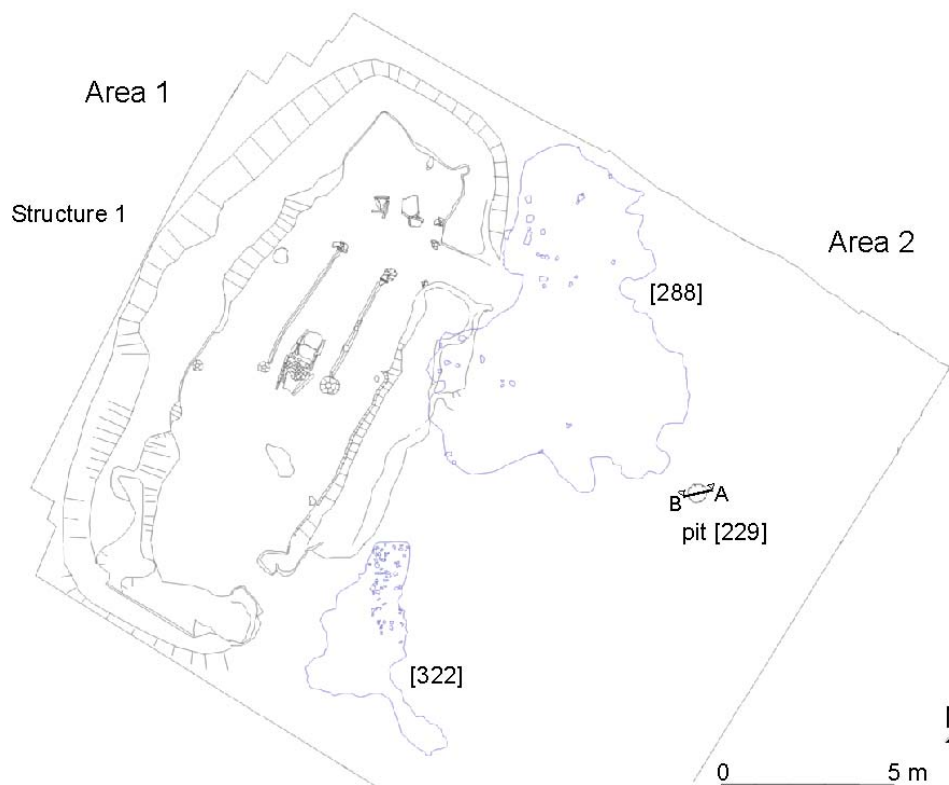 Area 1
Structure 1
Area 2
[288]
B A
pit [229]
[322]
0 5 m